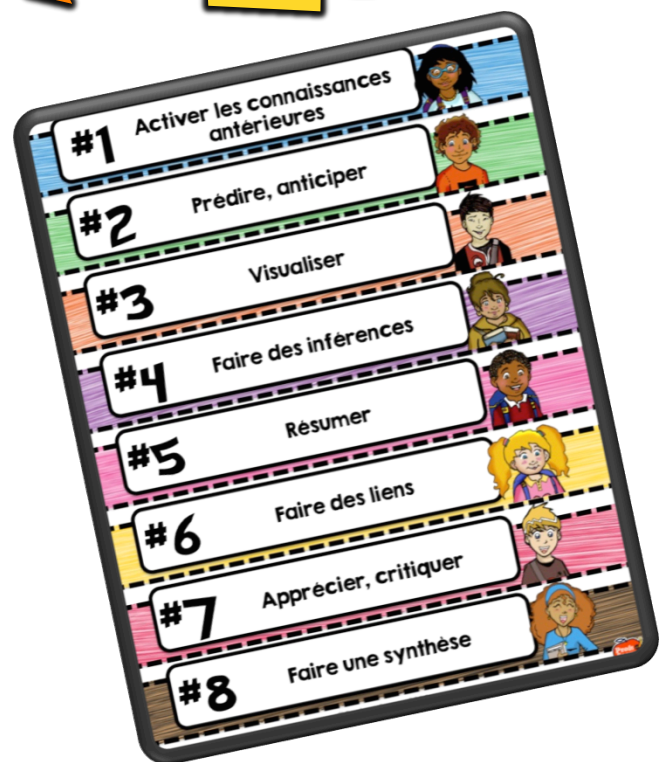 #1 Activer les connaissances
antérieures
#2 Prédire, anticiper
#3 Visualiser
#4 Faire des inférences
#5 Résumer
#6 Faire des liens
#7 Apprécier, critiquer
#8 Faire une synthèse